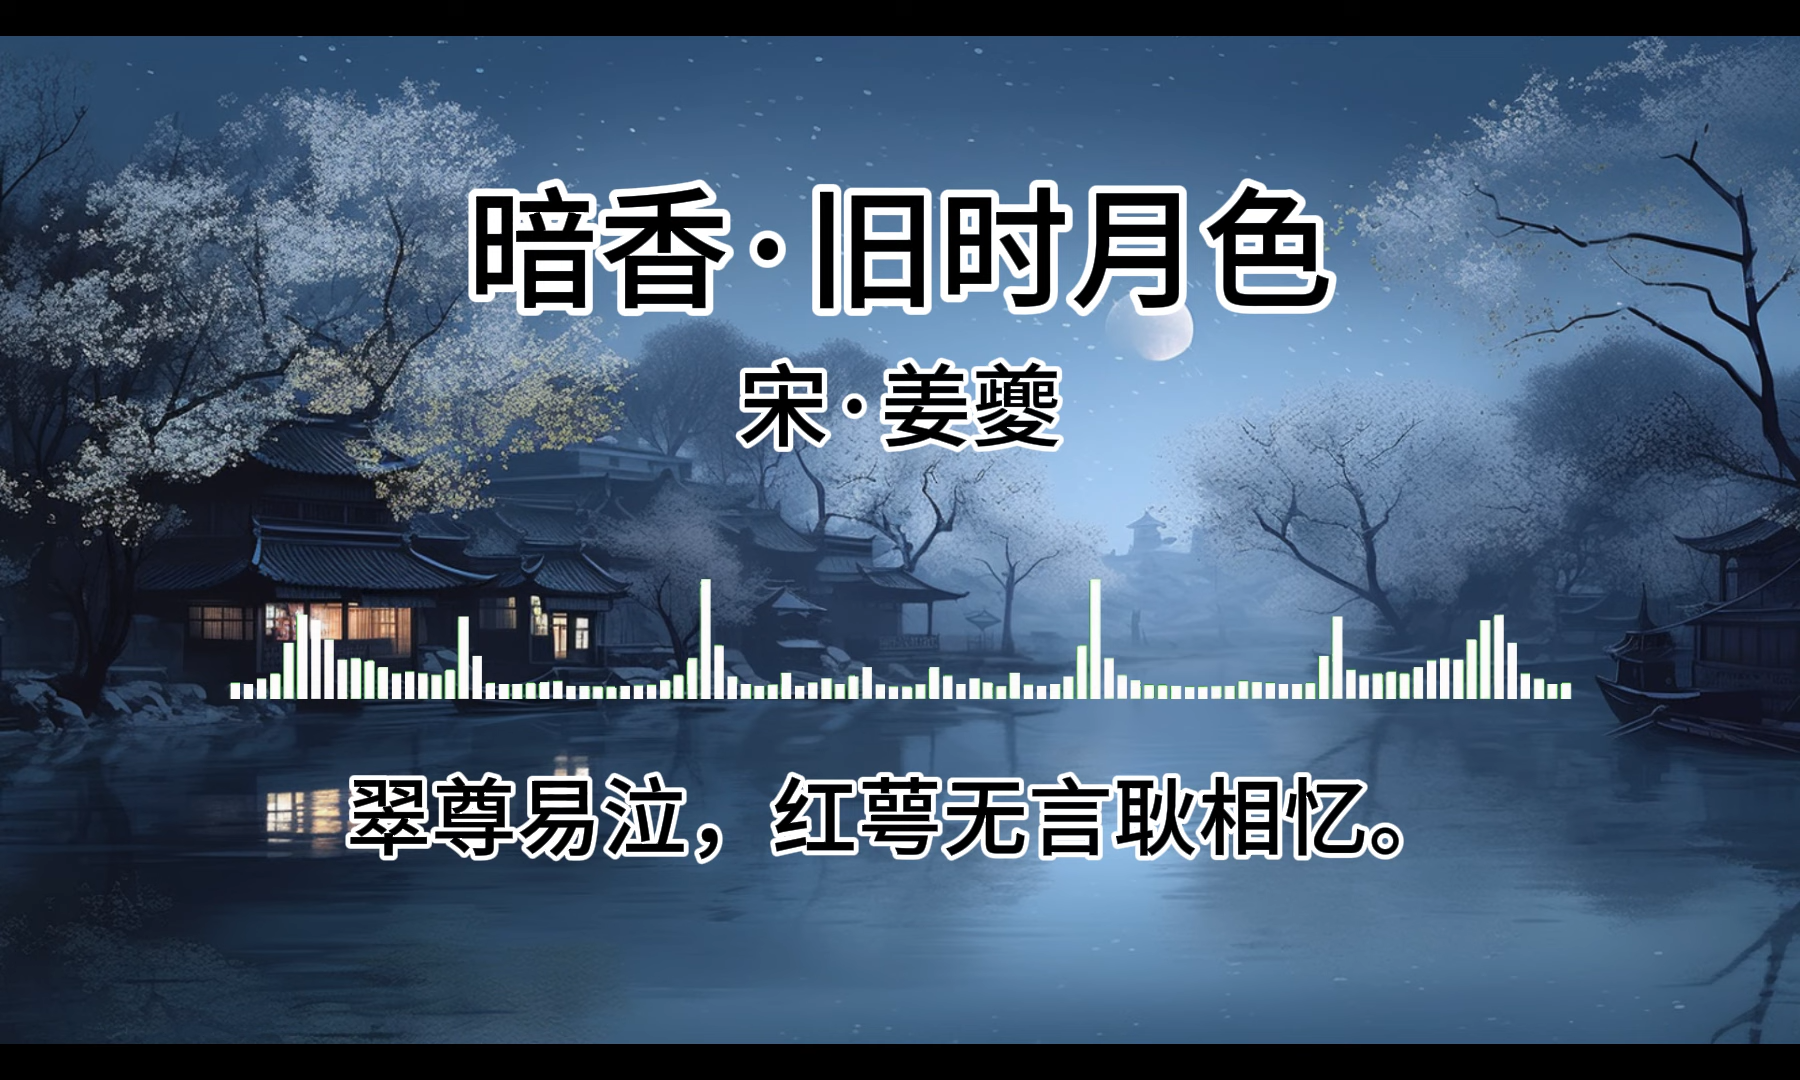 暗香·旧时月色
宋·姜夔
翠尊易泣，红萼无言耿相忆。